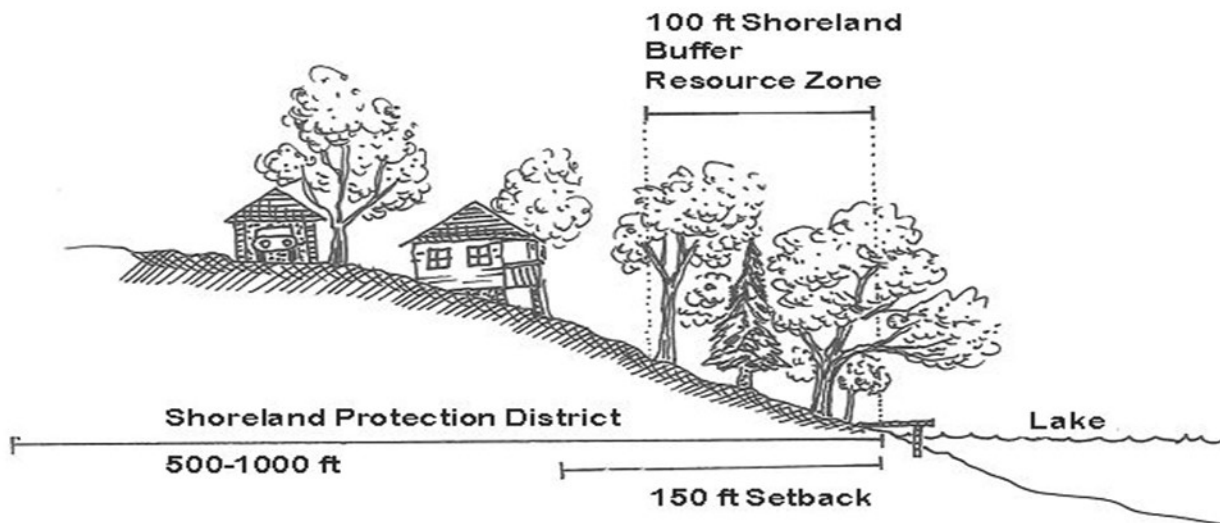 100 ft Shoreland
Buffer
Resource Zone
Shoreland Protection District
500-1000 ft
Lake
150 ft Setback